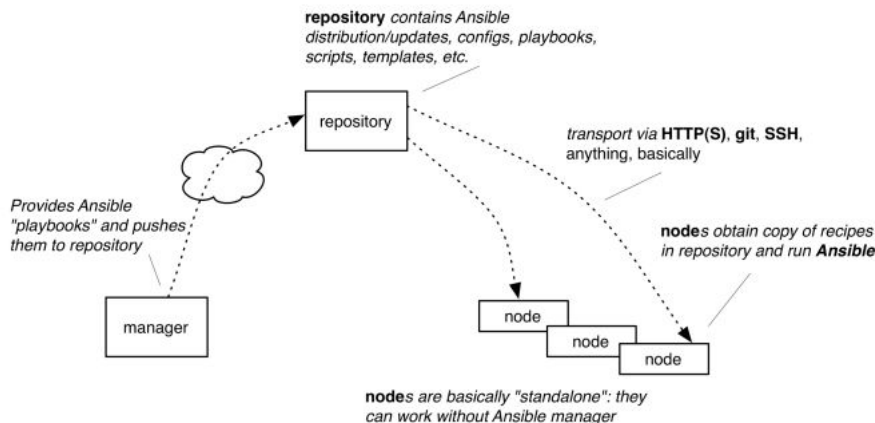 repository contains Ansible
distribution/updates, configs, playbooks,
scripts, templates, etc.
repository
transport via HTTP(S), git, SSH,
anything, basically
Provides Ansible
"playbooks" and pushes
them to repository
nodes obtain copy of recipes
in repository and run Ansible
manager
node
node
node
nodes are basically "standalone": they
can work without Ansible manager